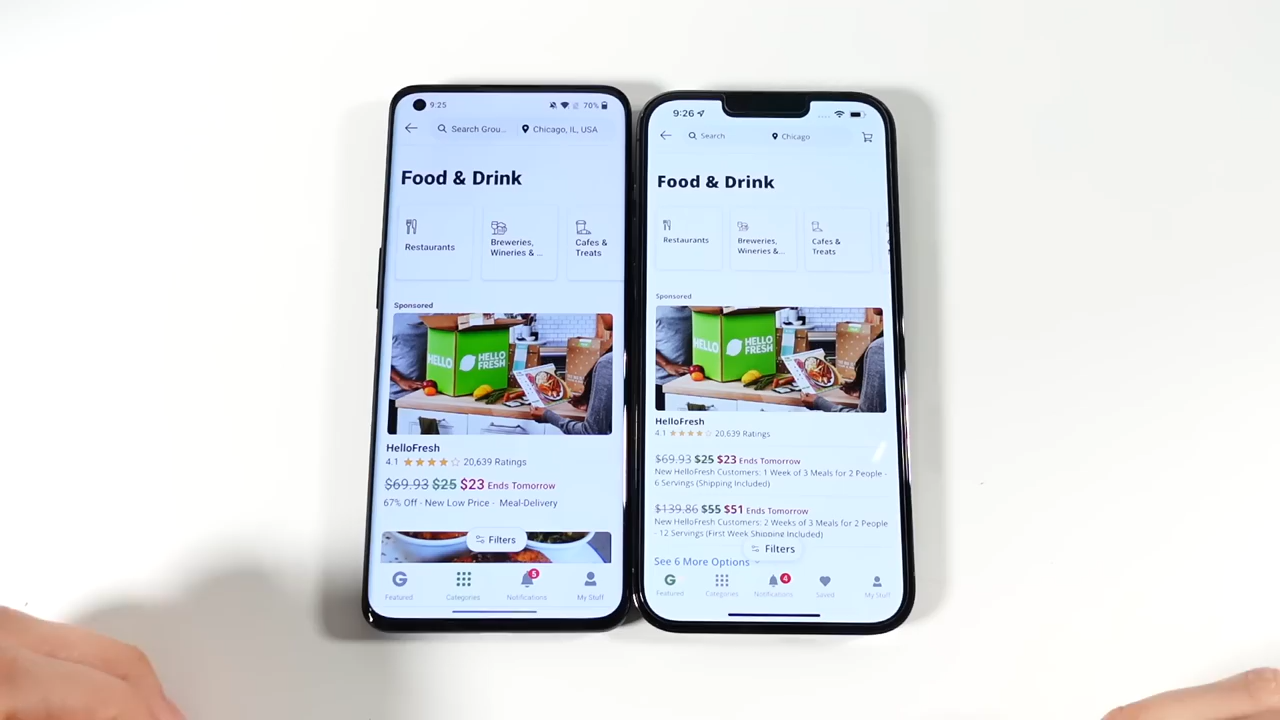 9:25
70%
Search Grou...
Chicago, IL, USA
Food & Drink
Restaurants
Breweries,
Wineries & ...
Cafes &
Treats
Sponsored
HELLO
HELLO
FRESH
HelloFresh
4.1
20,639 Ratings
$69.93 $25 $23 Ends Tomorrow
67% Off · New Low Price · Meal-Delivery
Filters
G
5
Featured
Categories
Notifications
My Stuff
9:26
Search
Chicago
Food & Drink
Restaurants
Breweries,
Wineries &...
Cafes &
Treats
Sponsored
HELLO
HELLO
FRESH
HelloFresh
4.1
20,639 Ratings
$69.93 $25 $23 Ends Tomorrow
New HelloFresh Customers: 1 Week of 3 Meals for 2 People -
6 Servings (Shipping Included)
$139.86 $55 $51 Ends Tomorrow
New HelloFresh Customers: 2 Weeks of 3 Meals for 2 People
- 12 Servings (First Week Shipping Included)
Filters
See 6 More Options
G
4
Featured
Categories
Notifications
Saved
My Stuff